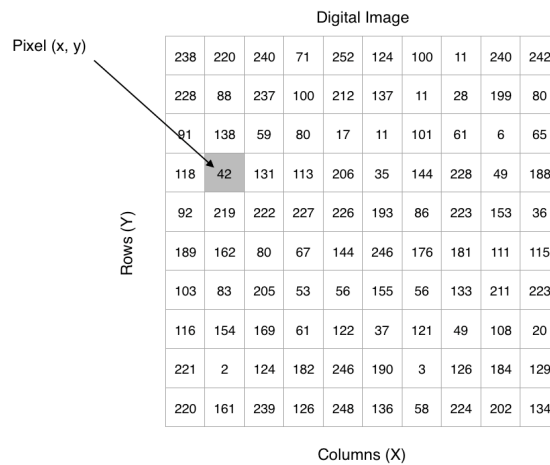 Digital Image
Pixel (x, y)
238 220 240 71 252 124 100 11 240 242
228 88 237 100 212 137 11 28 199 80
91 138 59 80 17 11 101 61 6 65
118 42 131 113 206 35 144 228 49 188
92 219 222 227 226 193 86 223 153 36
189 162 80 67 144 246 176 181 111 115
103 83 205 53 56 155 56 133 211 223
116 154 169 61 122 37 121 49 108 20
221 2 124 182 246 190 3 126 184 129
220 161 239 126 248 136 58 224 202 134
Rows (Y)
Columns (X)